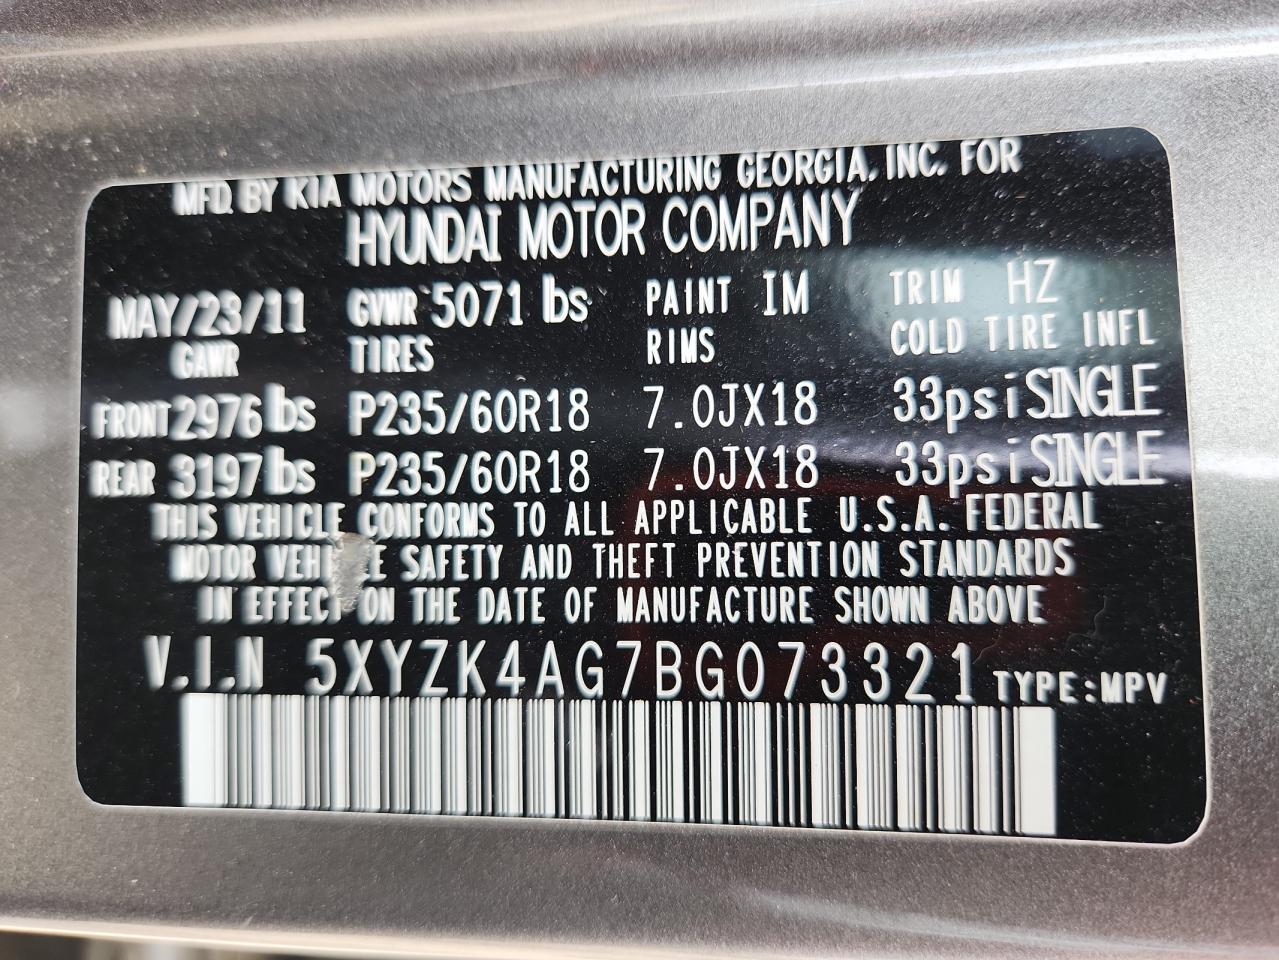 MFD. BY KIA MOTORS MANUFACTURING GEORGIA, INC. FOR
HYUNDAI MOTOR COMPANY
MAY/23/11 GVWR 5071 lbs PAINT IM TRIM HZ
GAWR TIRES RIMS COLD TIRE INFL
FRONT 2976 lbs P235/60R18 7.0JX18 33psi SINGLE
REAR 3197 lbs P235/60R18 7.0JX18 33psi SINGLE
THIS VEHICLE CONFORMS TO ALL APPLICABLE U.S.A. FEDERAL
MOTOR VEHICLE SAFETY AND THEFT PREVENTION STANDARDS
IN EFFECT ON THE DATE OF MANUFACTURE SHOWN ABOVE
V.I.N 5XYZK4AG7BG073321 TYPE:MPV